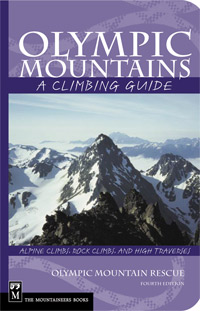 OLYMPIC
MOUNTAINS
A CLIMBING GUIDE
ALPINE CLIMBS, ROCK CLIMBS, AND HIGH TRAVERSES
OLYMPIC MOUNTAIN RESCUE
FOURTH EDITION
THE MOUNTAINEERS BOOKS